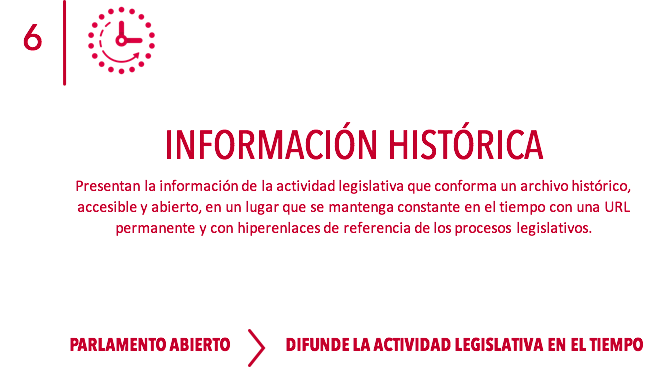 6
INFORMACIÓN HISTÓRICA
Presentan la información de la actividad legislativa que conforma un archivo histórico,
accesible y abierto, en un lugar que se mantenga constante en el tiempo con una URL
permanente y con hiperenlaces de referencia de los procesos legislativos.
PARLAMENTO ABIERTO
DIFUNDE LA ACTIVIDAD LEGISLATIVA EN EL TIEMPO